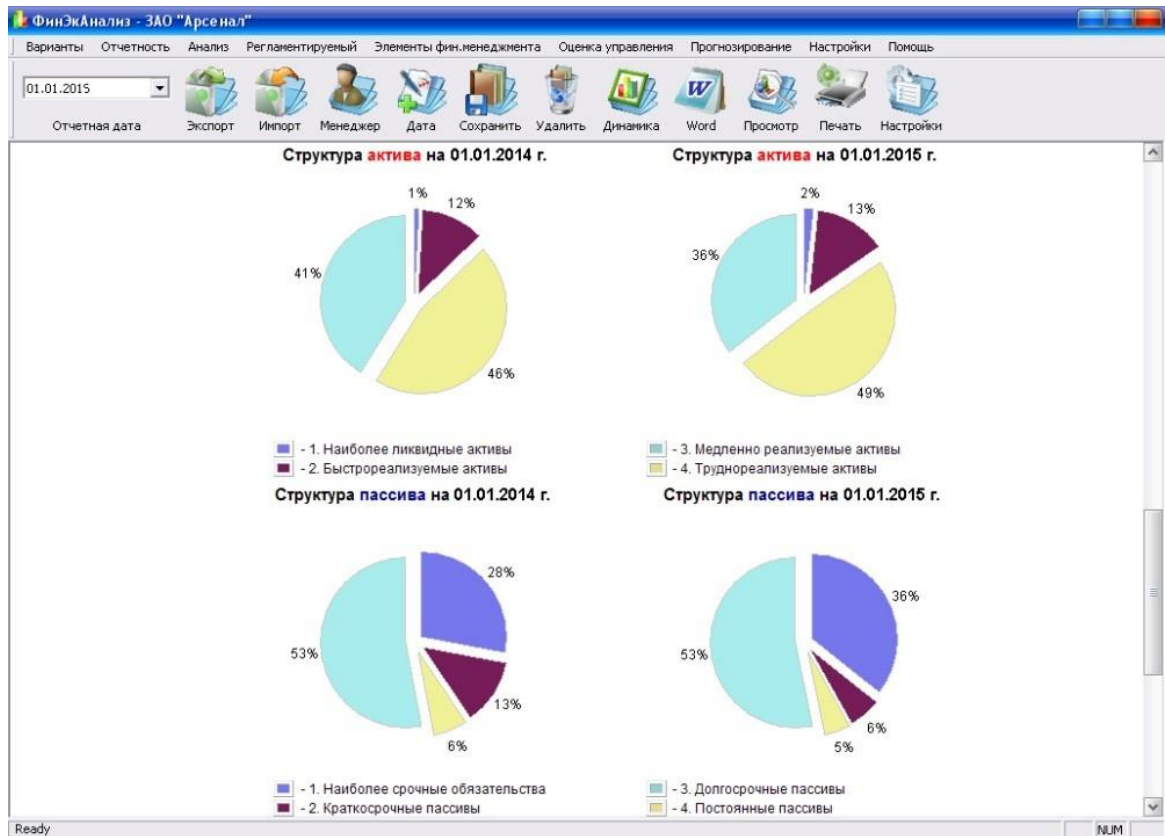 ФинЭкАнализ - ЗАО "Арсенал"
Варианты Отчетность Анализ Регламентируемый Элементы фин.менеджмента Оценка управления Прогнозирование Настройки Помощь
01.01.2015
Отчетная дата Экспорт Импорт Менеджер Дата Сохранить Удалить Динамика Word Просмотр Печать Настройки
Структура актива на 01.01.2014 г.
1%
12%
41%
46%
Структура актива на 01.01.2015 г.
2%
13%
36%
49%
- 1. Наиболее ликвидные активы
- 2. Быстрореализуемые активы
- 3. Медленно реализуемые активы
- 4. Труднореализуемые активы
Структура пассива на 01.01.2014 г.
28%
53%
13%
6%
Структура пассива на 01.01.2015 г.
36%
53%
6%
5%
- 1. Наиболее срочные обязательства
- 2. Краткосрочные пассивы
- 3. Долгосрочные пассивы
- 4. Постоянные пассивы
Ready NUM